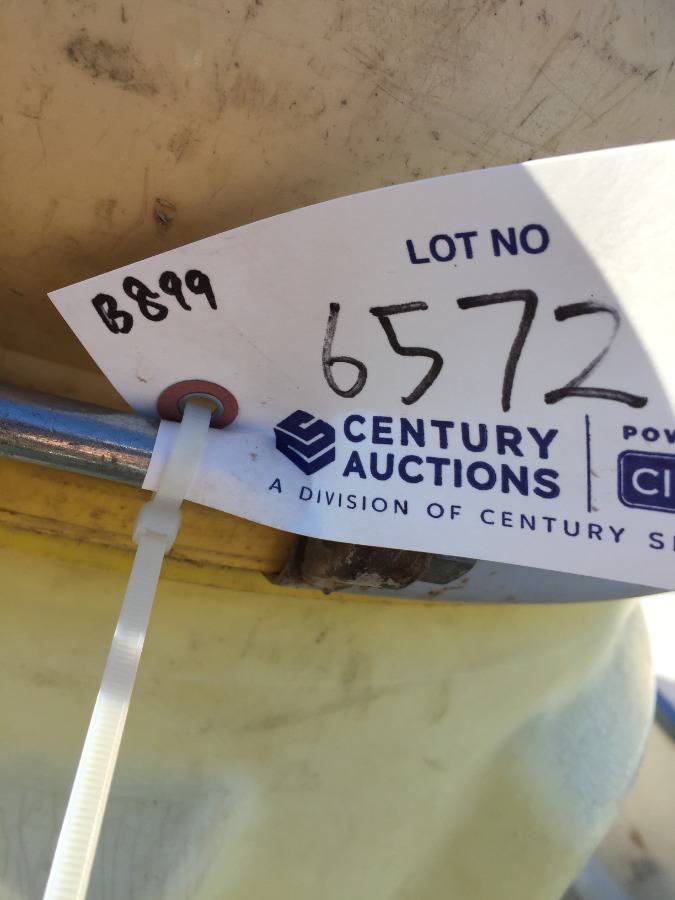 LOT NO
B899
6572
CENTURY
AUCTIONS
A DIVISION OF CENTURY